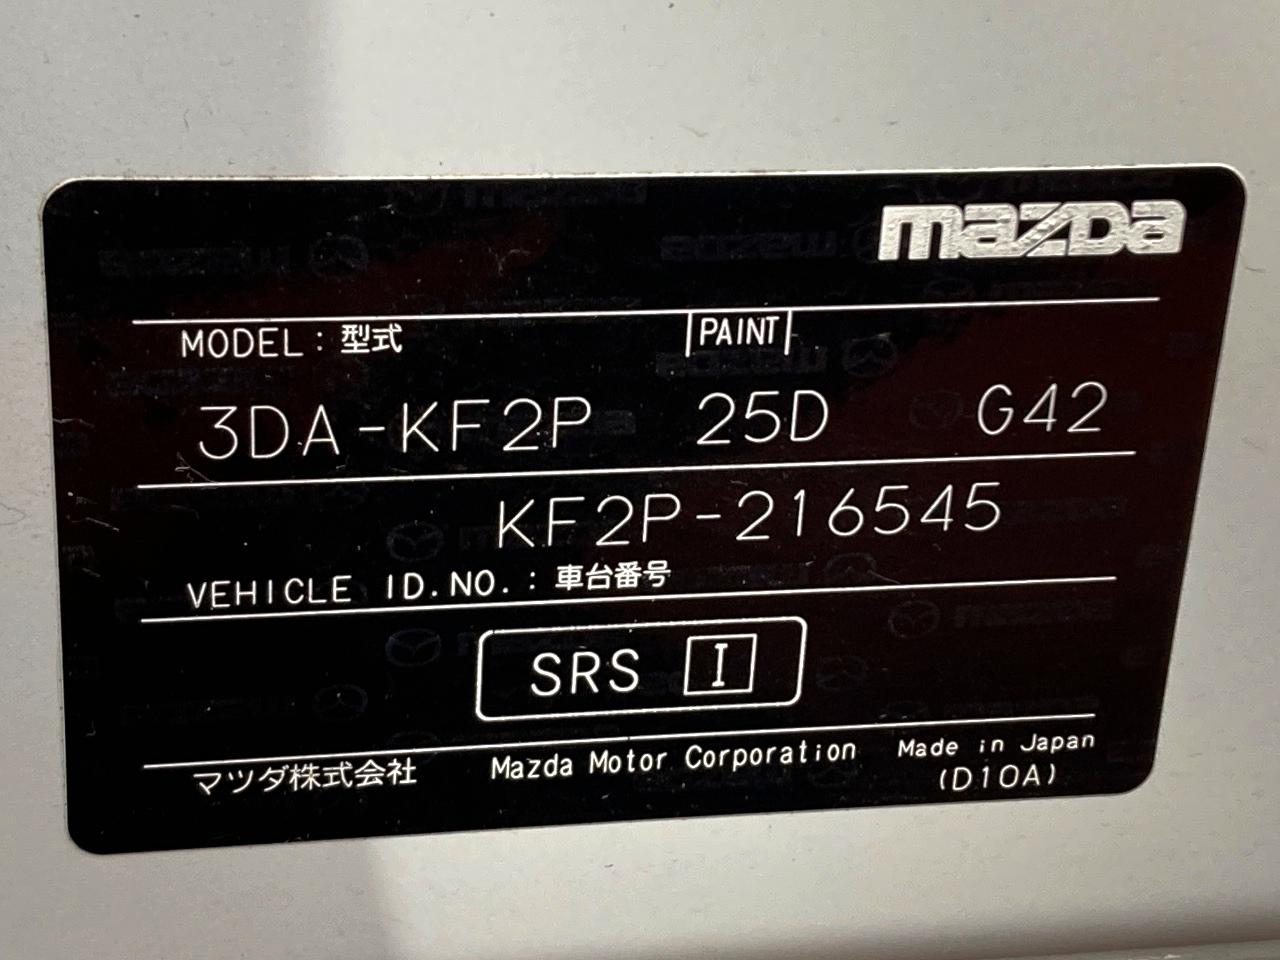 mazda
MODEL : 型式 PAINT
3DA-KF2P 25D G42
KF2P-216545
VEHICLE ID.NO. : 車台番号
SRS I
マツダ株式会社 Mazda Motor Corporation Made in Japan
(D10A)